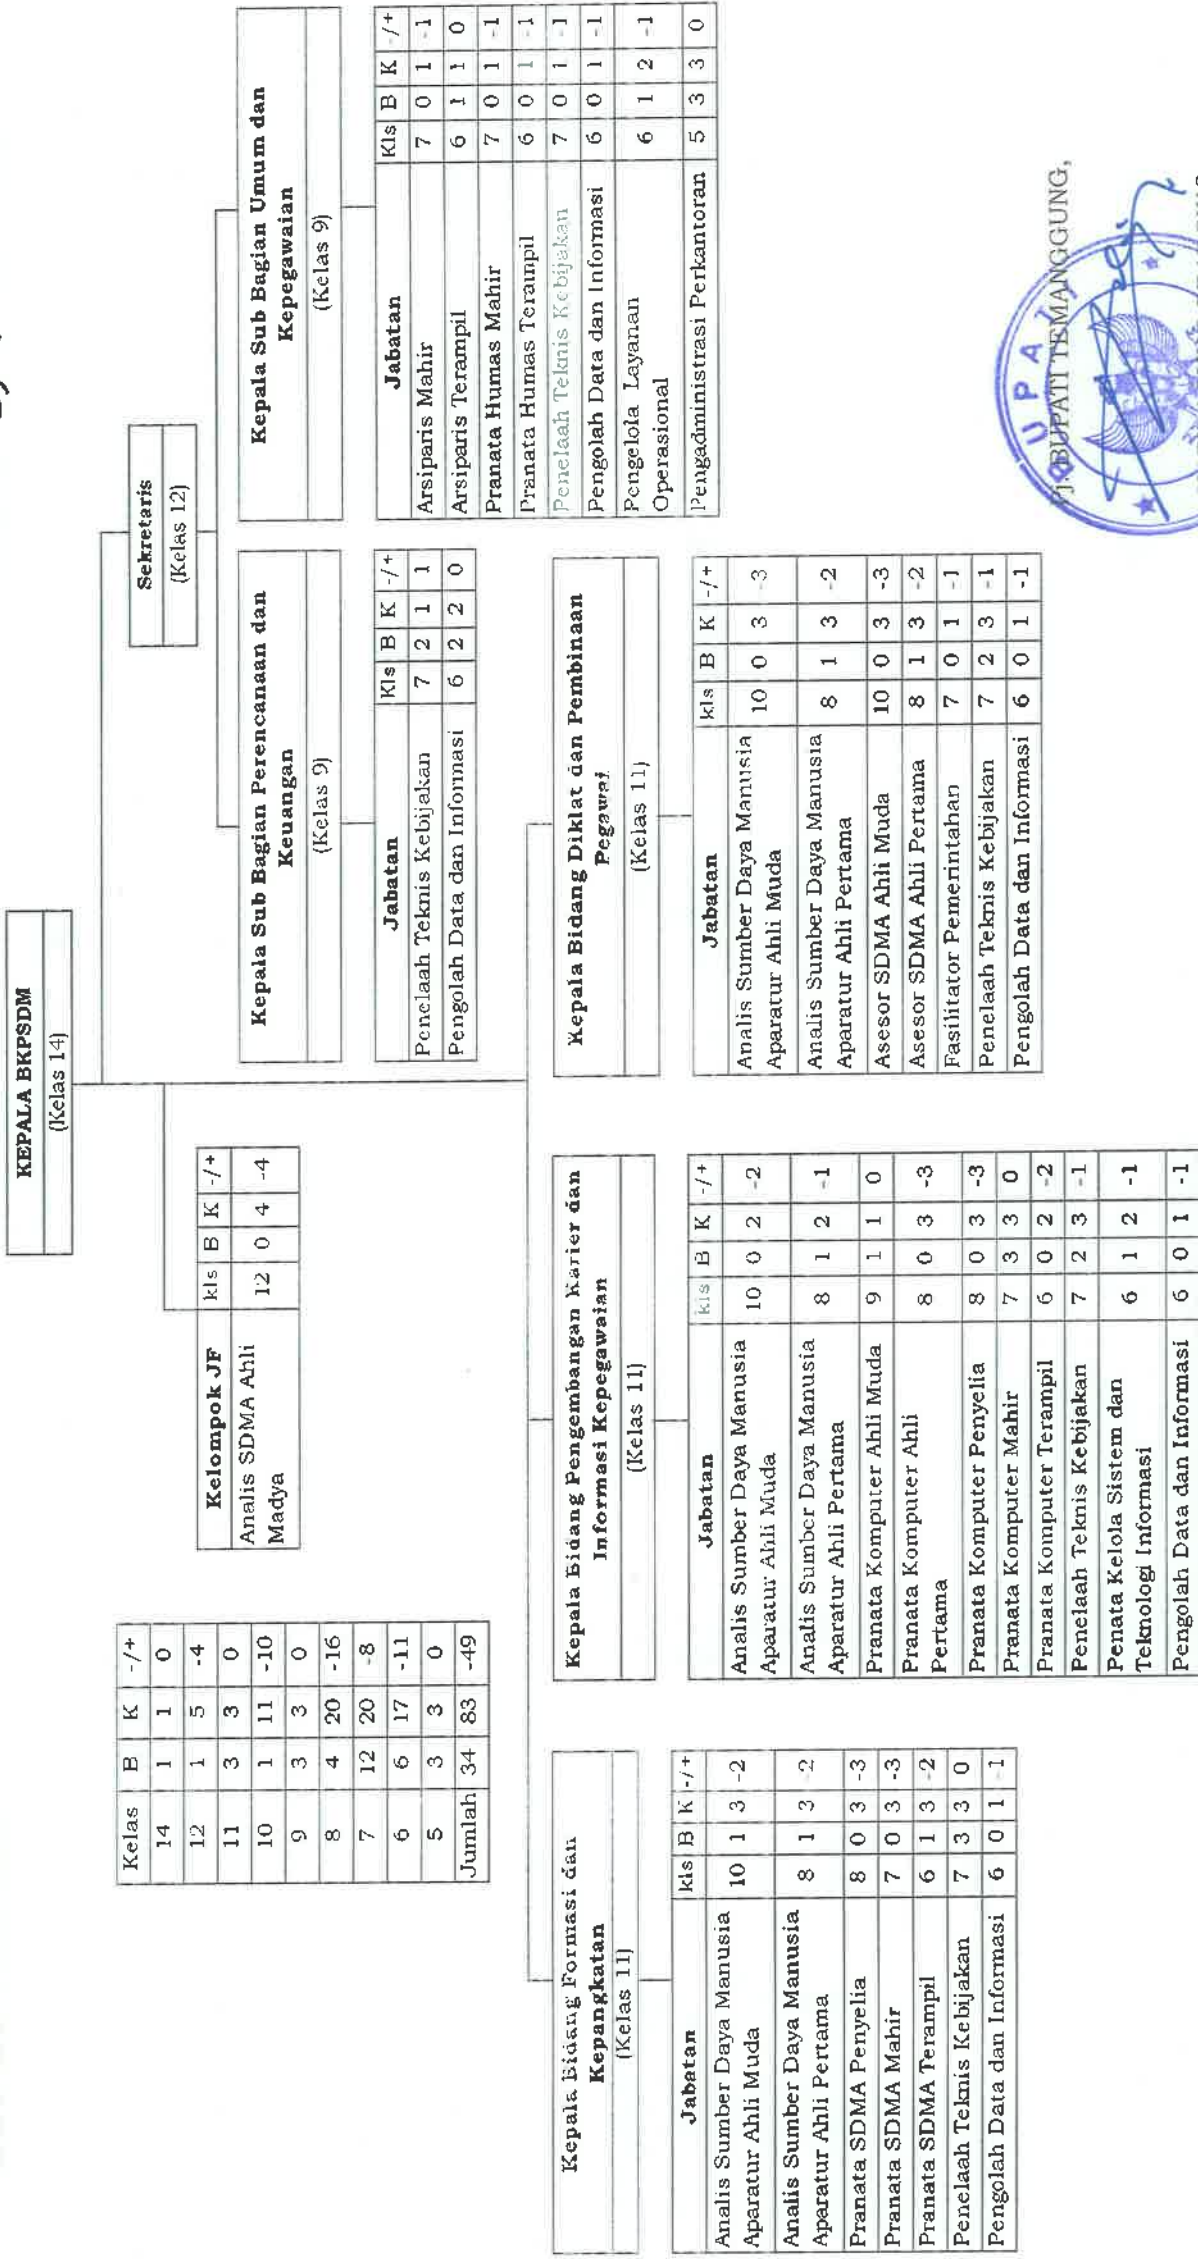 KEPALA BKPSDM
(Kelas 14)
Sekretaris
(Kelas 12)
Kelas B K -/+
14 1 1 0
12 1 5 -4
11 3 3 0
10 1 11 -10
9 3 3 0
8 4 20 -16
7 12 20 -8
6 6 17 -11
5 3 3 0
Jumlah 34 83 -49
Kelompok JF kls B K -/+
Analis SDMA Ahli
Madya 12 0 4 -4
Kepala Sub Bagian Perencanaan dan
Keuangan
(Kelas 9)
Jabatan Kls B K -/+
Penelaah Teknis Kebijakan 7 2 1 1
Pengolah Data dan Informasi 6 2 2 0
Kepala Sub Bagian Umum dan
Kepegawaian
(Kelas 9)
Jabatan Kls B K -/+
Arsiparis Mahir 7 0 1 -1
Arsiparis Terampil 6 1 1 0
Pranata Humas Mahir 7 0 1 -1
Pranata Humas Terampil 6 0 1 -1
Penelaah Teknis Kebijakan 7 0 1 -1
Pengolah Data dan Informasi 6 0 1 -1
Pengelola Layanan
Operasional 6 1 2 -1
Pengadministrasi Perkantoran 5 3 3 0
Kepala Bidang Formasi dan
Kepangkatan
(Kelas 11)
Jabatan kls B K -/+
Analis Sumber Daya Manusia
Aparatur Ahli Muda 10 1 3 -2
Analis Sumber Daya Manusia
Aparatur Ahli Pertama 8 1 3 -2
Pranata SDMA Penyelia 8 0 3 -3
Pranata SDMA Mahir 7 0 3 -3
Pranata SDMA Terampil 6 1 3 -2
Penelaah Teknis Kebijakan 7 3 3 0
Pengolah Data dan Informasi 6 0 1 -1
Kepala Bidang Pengembangan Karier dan
Informasi Kepegawaian
(Kelas 11)
Jabatan kls B K -/+
Analis Sumber Daya Manusia
Aparatur Ahli Muda 10 0 2 -2
Analis Sumber Daya Manusia
Aparatur Ahli Pertama 8 1 2 -1
Pranata Komputer Ahli Muda 9 1 1 0
Pranata Komputer Ahli
Pertama 8 0 3 -3
Pranata Komputer Penyelia 8 0 3 -3
Pranata Komputer Mahir 7 3 3 0
Pranata Komputer Terampil 6 0 2 -2
Penelaah Teknis Kebijakan 7 2 3 -1
Penata Kelola Sistem dan
Teknologi Informasi 6 1 2 -1
Pengolah Data dan Informasi 6 0 1 -1
Kepala Bidang Diklat dan Pembinaan
Pegawai
(Kelas 11)
Jabatan kls B K -/+
Analis Sumber Daya Manusia
Aparatur Ahli Muda 10 0 3 -3
Analis Sumber Daya Manusia
Aparatur Ahli Pertama 8 1 3 -2
Asesor SDMA Ahli Muda 10 0 3 -3
Asesor SDMA Ahli Pertama 8 1 3 -2
Fasilitator Pemerintahan 7 0 1 -1
Penelaah Teknis Kebijakan 7 2 3 -1
Pengolah Data dan Informasi 6 0 1 -1
Pj. BUPATI TEMANGGUNG,
BUPATI